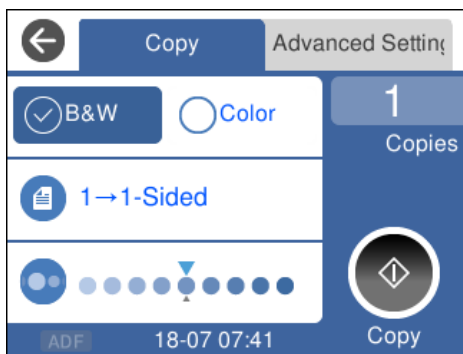 Copy
Advanced Setting
B&W
Color
1
Copies
1→1-Sided
ADF
18-07 07:41
Copy